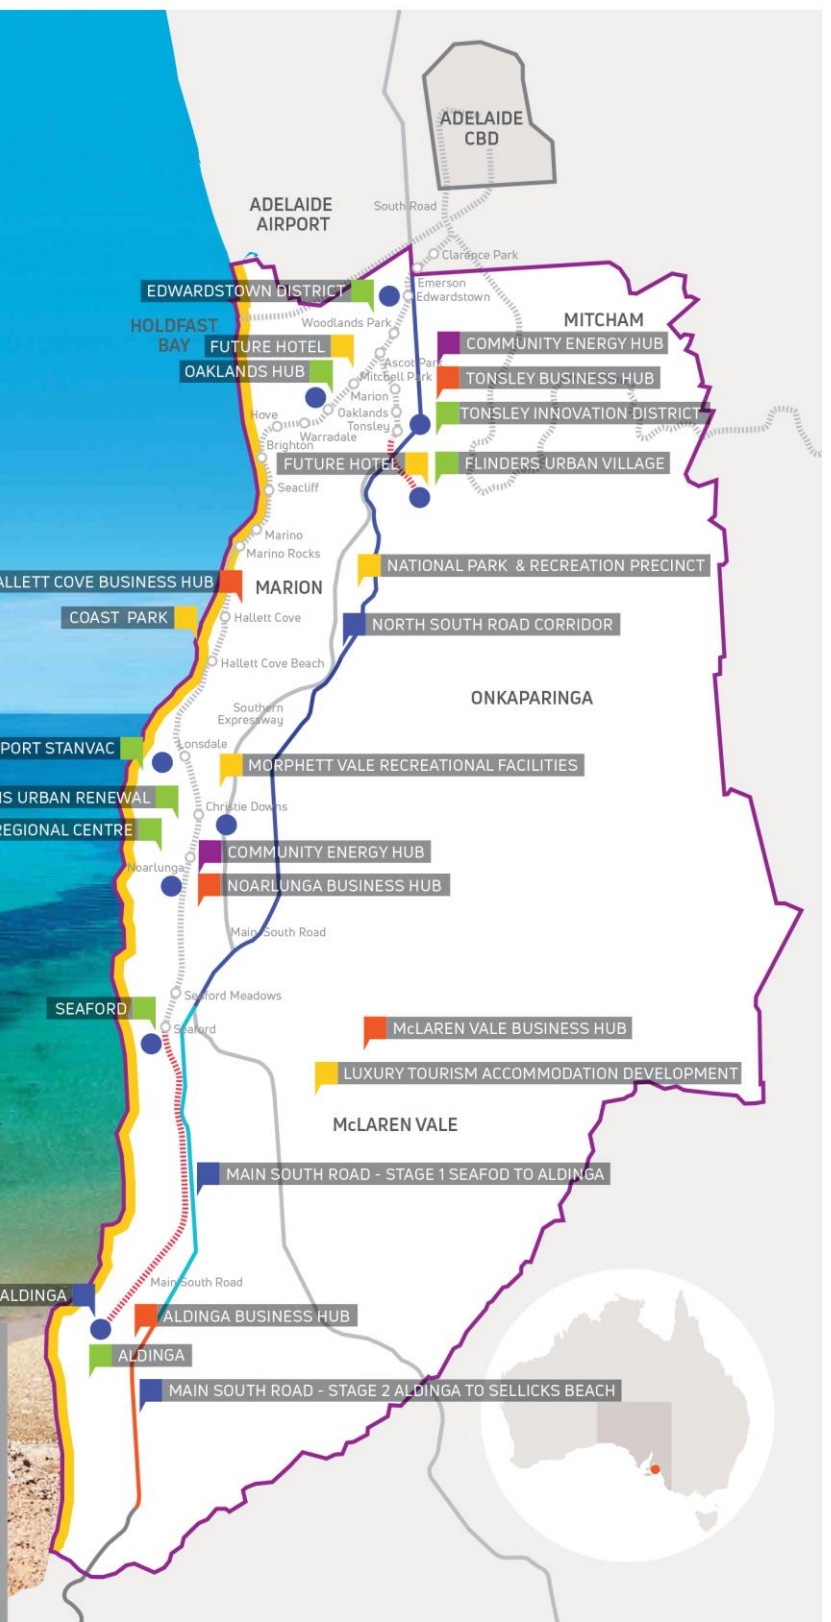 ADELAIDE
CBD
ADELAIDE
AIRPORT
South Road
Clarence Park
Emerson
EDWARDSTOWN DISTRICT
Edwardstown
HOLDFAST
BAY
Woodlands Park
MITCHAM
FUTURE HOTEL
COMMUNITY ENERGY HUB
OAKLANDS HUB
Ascot Park
Mitchell Park
TONSLEY BUSINESS HUB
Marion
Hove
Oaklands
TONSLEY INNOVATION DISTRICT
Tonsley
Warradale
Brighton
FUTURE HOTEL
FLINDERS URBAN VILLAGE
Seacliff
Marino
Marino Rocks
NATIONAL PARK & RECREATION PRECINCT
ALLETT COVE BUSINESS HUB
MARION
COAST PARK
Hallett Cove
NORTH SOUTH ROAD CORRIDOR
Hallett Cove Beach
ONKAPARINGA
Southern
Expressway
PORT STANVAC
Lonsdale
MORPHETT VALE RECREATIONAL FACILITIES
NS URBAN RENEWAL
Christie Downs
REGIONAL CENTRE
COMMUNITY ENERGY HUB
Noarlunga
NOARLUNGA BUSINESS HUB
Main South Road
Seaford Meadows
SEAFORD
Seaford
McLAREN VALE BUSINESS HUB
LUXURY TOURISM ACCOMMODATION DEVELOPMENT
McLAREN VALE
MAIN SOUTH ROAD - STAGE 1 SEAFOD TO ALDINGA
Main South Road
ALDINGA
ALDINGA BUSINESS HUB
ALDINGA
MAIN SOUTH ROAD - STAGE 2 ALDINGA TO SELLICKS BEACH